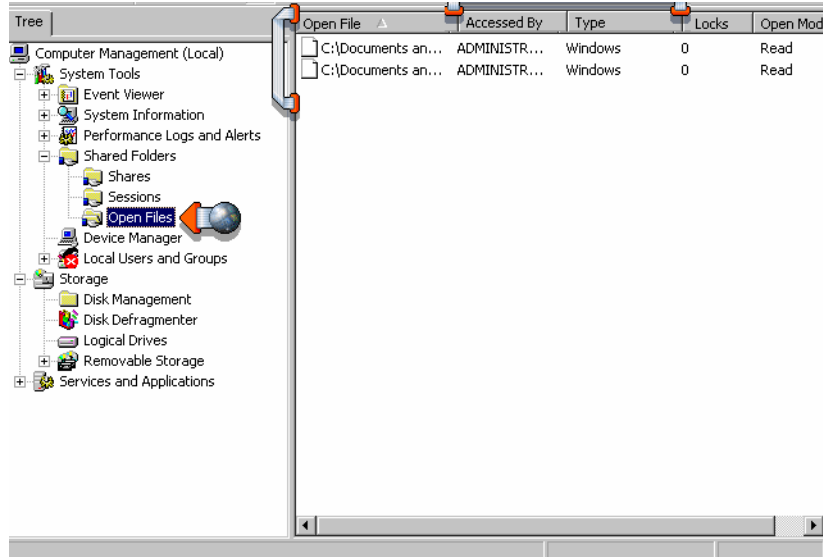 Tree
Open File Accessed By Type # Locks Open Mod
C:\Documents an... ADMINISTR... Windows 0 Read
C:\Documents an... ADMINISTR... Windows 0 Read
Computer Management (Local)
System Tools
Event Viewer
System Information
Performance Logs and Alerts
Shared Folders
Shares
Sessions
Open Files
Device Manager
Local Users and Groups
Storage
Disk Management
Disk Defragmenter
Logical Drives
Removable Storage
Services and Applications